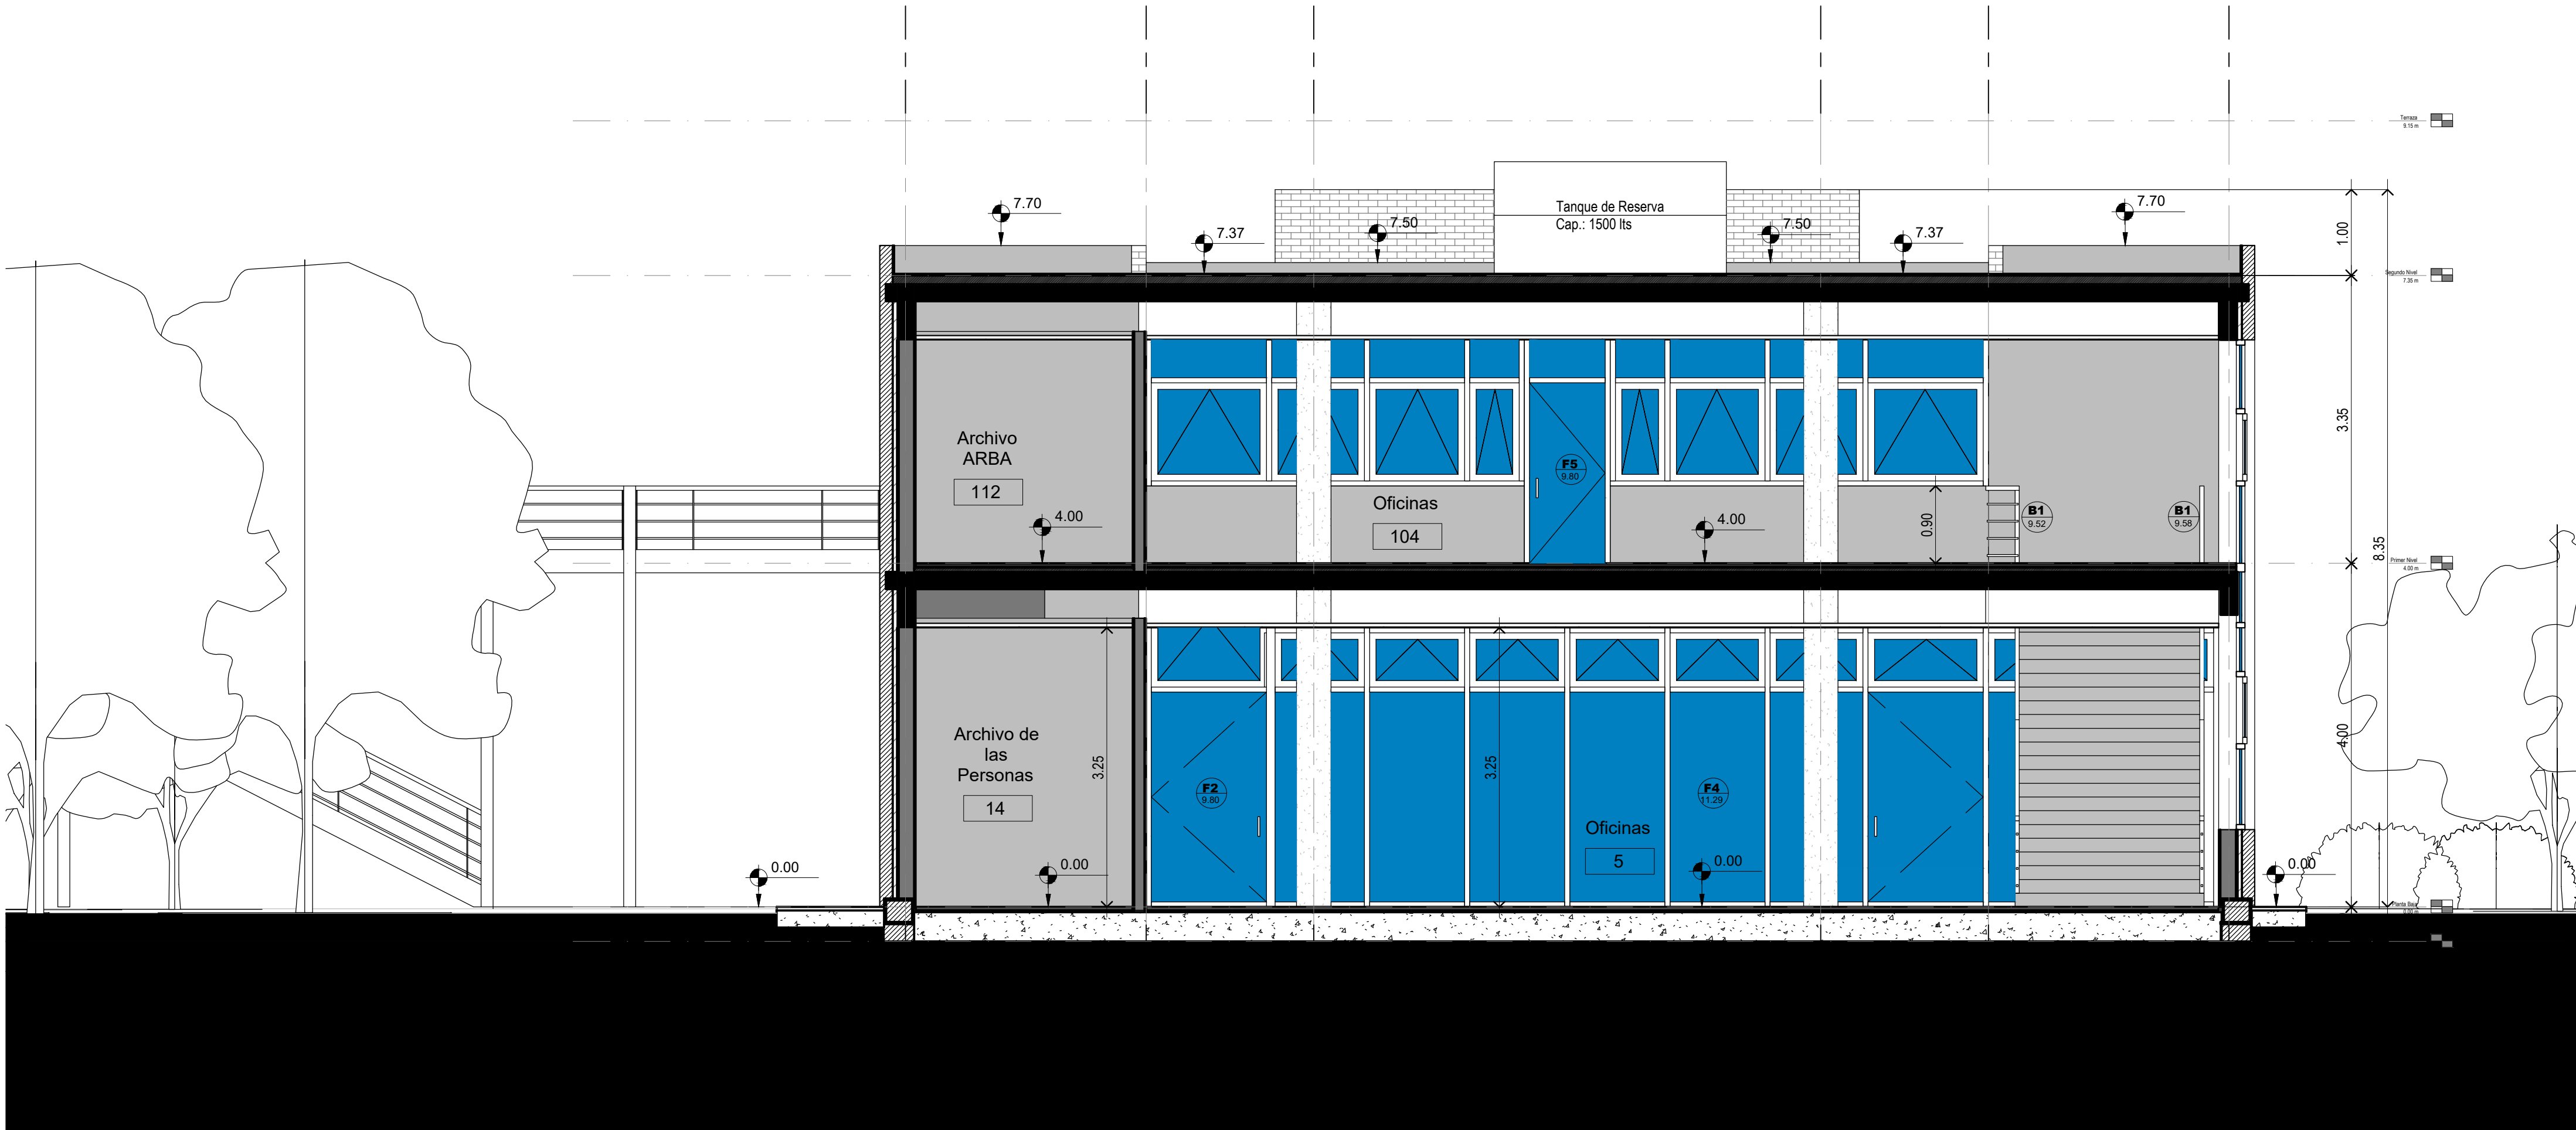 Terraza
9.15 m
Tanque de Reserva
Cap.: 1500 lts
7.70
7.37
7.50
7.50
7.37
7.70
1.00
Segundo Nivel
7.35 m
Archivo
ARBA
112
4.00
Oficinas
104
F5
9.80
4.00
0.90
B1
9.52
B1
9.58
3.35
8.35
Primer Nivel
4.00 m
Archivo de
las
Personas
14
3.25
F2
9.80
3.25
Oficinas
5
F4
11.29
4.00
0.00
0.00
0.00
0.00
Planta Baja
0.00 m